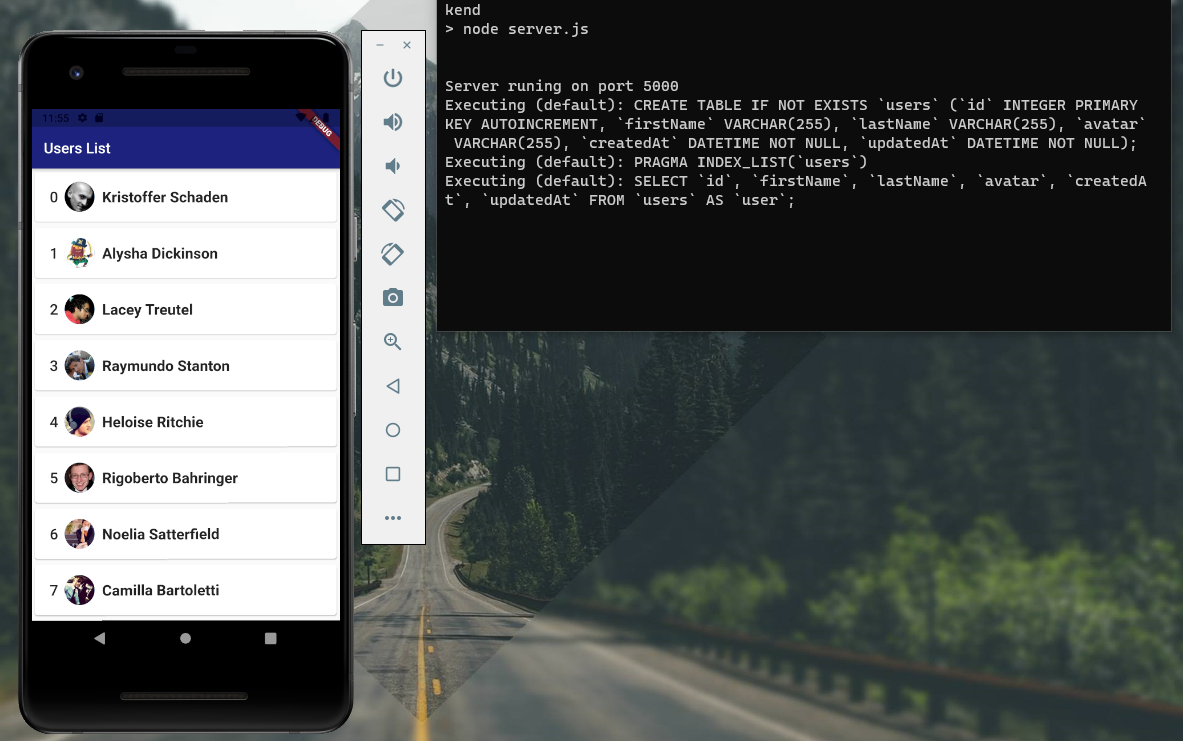 11:55
DEBUG
Users List
0 Kristoffer Schaden
1 Alysha Dickinson
2 Lacey Treutel
3 Raymundo Stanton
4 Heloise Ritchie
5 Rigoberto Bahringer
6 Noelia Satterfield
7 Camilla Bartoletti
kend
> node server.js
Server runing on port 5000
Executing (default): CREATE TABLE IF NOT EXISTS `users` (`id` INTEGER PRIMARY
KEY AUTOINCREMENT, `firstName` VARCHAR(255), `lastName` VARCHAR(255), `avatar`
VARCHAR(255), `createdAt` DATETIME NOT NULL, `updatedAt` DATETIME NOT NULL);
Executing (default): PRAGMA INDEX_LIST(`users`)
Executing (default): SELECT `id`, `firstName`, `lastName`, `avatar`, `createdA
t`, `updatedAt` FROM `users` AS `user`;